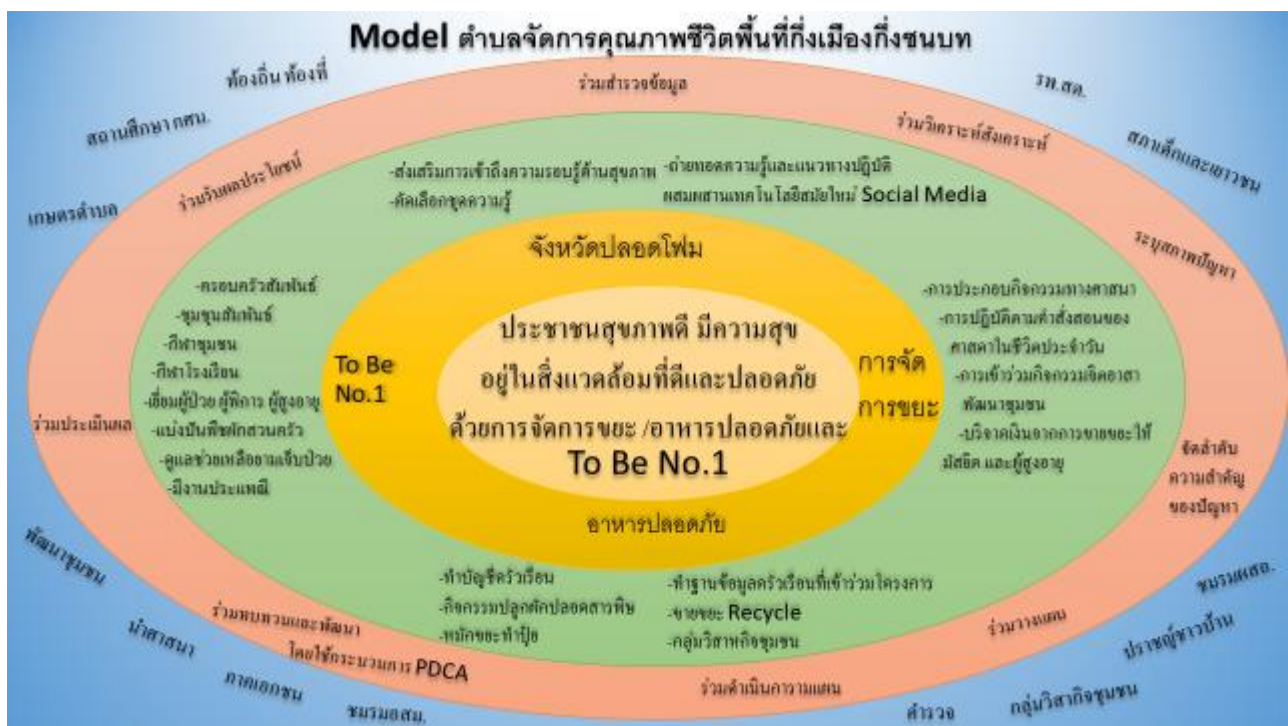 Model ตำบลจัดการคุณภาพชีวิตพื้นที่กึ่งเมืองกึ่งชนบท
ท้องถิ่น ท้องที่
รพ.สต.
สถานศึกษา กศน.
สภาเด็กและเยาวชน
เกษตรตำบล
ร่วมสำรวจข้อมูล
ร่วมวิเคราะห์สังเคราะห์
ร่วมรับผลประโยชน์
ระบุสภาพปัญหา
-ส่งเสริมการเข้าถึงความรอบรู้ด้านสุขภาพ
-คัดเลือกชุดความรู้
-ถ่ายทอดความรู้และแนวทางปฏิบัติ
ผสมผสานเทคโนโลยีสมัยใหม่ Social Media
จังหวัดปลอดโฟม
-ครอบครัวสัมพันธ์
-ชุมชนสัมพันธ์
-กีฬาชุมชน
-กีฬาโรงเรียน
-เยี่ยมผู้ป่วย ผู้พิการ ผู้สูงอายุ
-แบ่งปันพืชผักสวนครัว
-ดูแลช่วยเหลือยามเจ็บป่วย
-มีงานประเพณี
To Be
No.1
ประชาชนสุขภาพดี มีความสุข
อยู่ในสิ่งแวดล้อมที่ดีและปลอดภัย
ด้วยการจัดการขยะ /อาหารปลอดภัยและ
To Be No.1
การจัด
การขยะ
-การประกอบกิจกรรมทางศาสนา
-การปฏิบัติตามคำสั่งสอนของ
ศาสดาในชีวิตประจำวัน
-การเข้าร่วมกิจกรรมจิตอาสา
พัฒนาชุมชน
-บริจาคเงินจากการขายขยะให้
มัสยิด และผู้สูงอายุ
ร่วมประเมินผล
จัดลำดับ
ความสำคัญ
ของปัญหา
อาหารปลอดภัย
-ทำบัญชีครัวเรือน
-กิจกรรมปลูกผักปลอดสารพิษ
-หมักขยะทำปุ๋ย
-ทำฐานข้อมูลครัวเรือนที่เข้าร่วมโครงการ
-ขายขยะ Recycle
-กลุ่มวิสาหกิจชุมชน
ร่วมทบทวนและพัฒนา
โดยใช้กระบวนการ PDCA
ร่วมดำเนินการตามแผน
ร่วมวางแผน
พัฒนาชุมชน
นำสาสนา
ภาคเอกชน
ชมรมอสม.
ตำรวจ
กลุ่มวิสากิจชุมชน
ปราชญ์ชาวบ้าน
ชมรมผสอ.